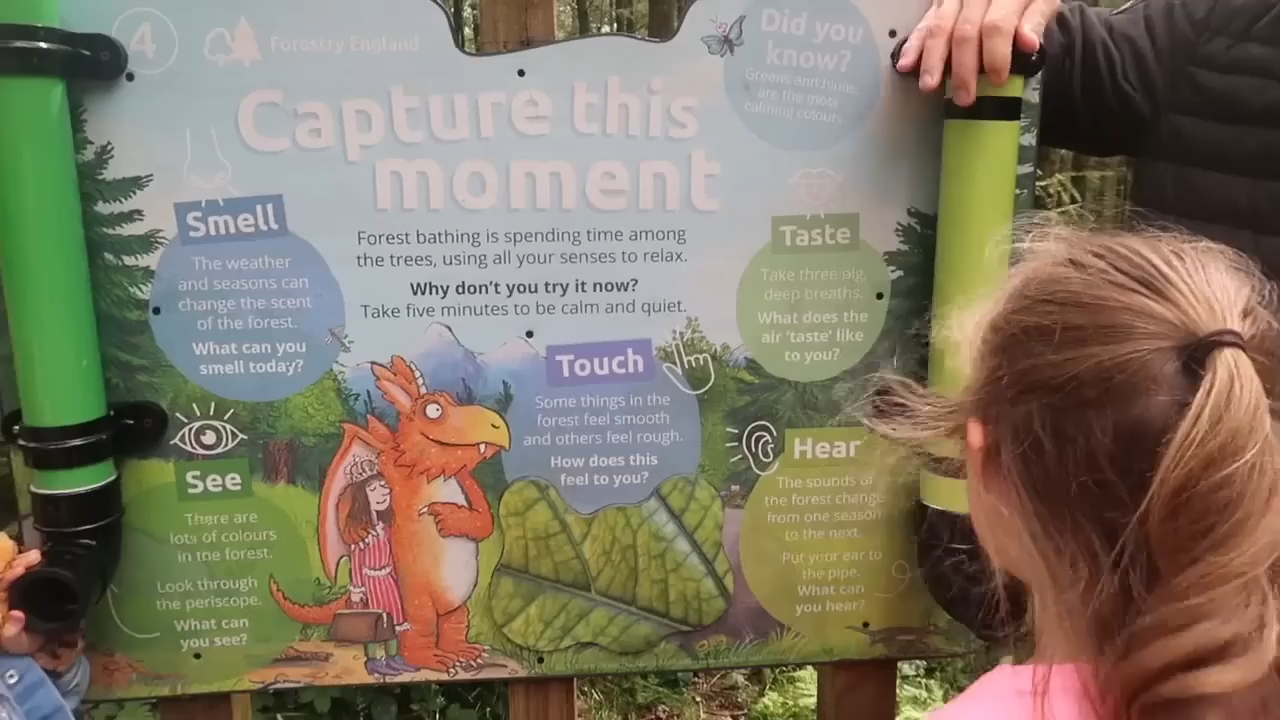 4
Forestry England
Capture this
moment
Did you
know?
Greens and blues
are the most
calming colours.
Forest bathing is spending time among
the trees, using all your senses to relax.
Why don't you try it now?
Take five minutes to be calm and quiet.
Smell
The weather
and seasons can
change the scent
of the forest.
What can you
smell today?
Taste
Take three big,
deep breaths.
What does the
air 'taste' like
to you?
Touch
Some things in the
forest feel smooth
and others feel rough.
How does this
feel to you?
See
There are
lots of colours
in the forest.
Look through
the periscope.
What can
you see?
Hear
The sounds of
the forest change
from one season
to the next.
Put your ear to
the pipe.
What can
you hear?